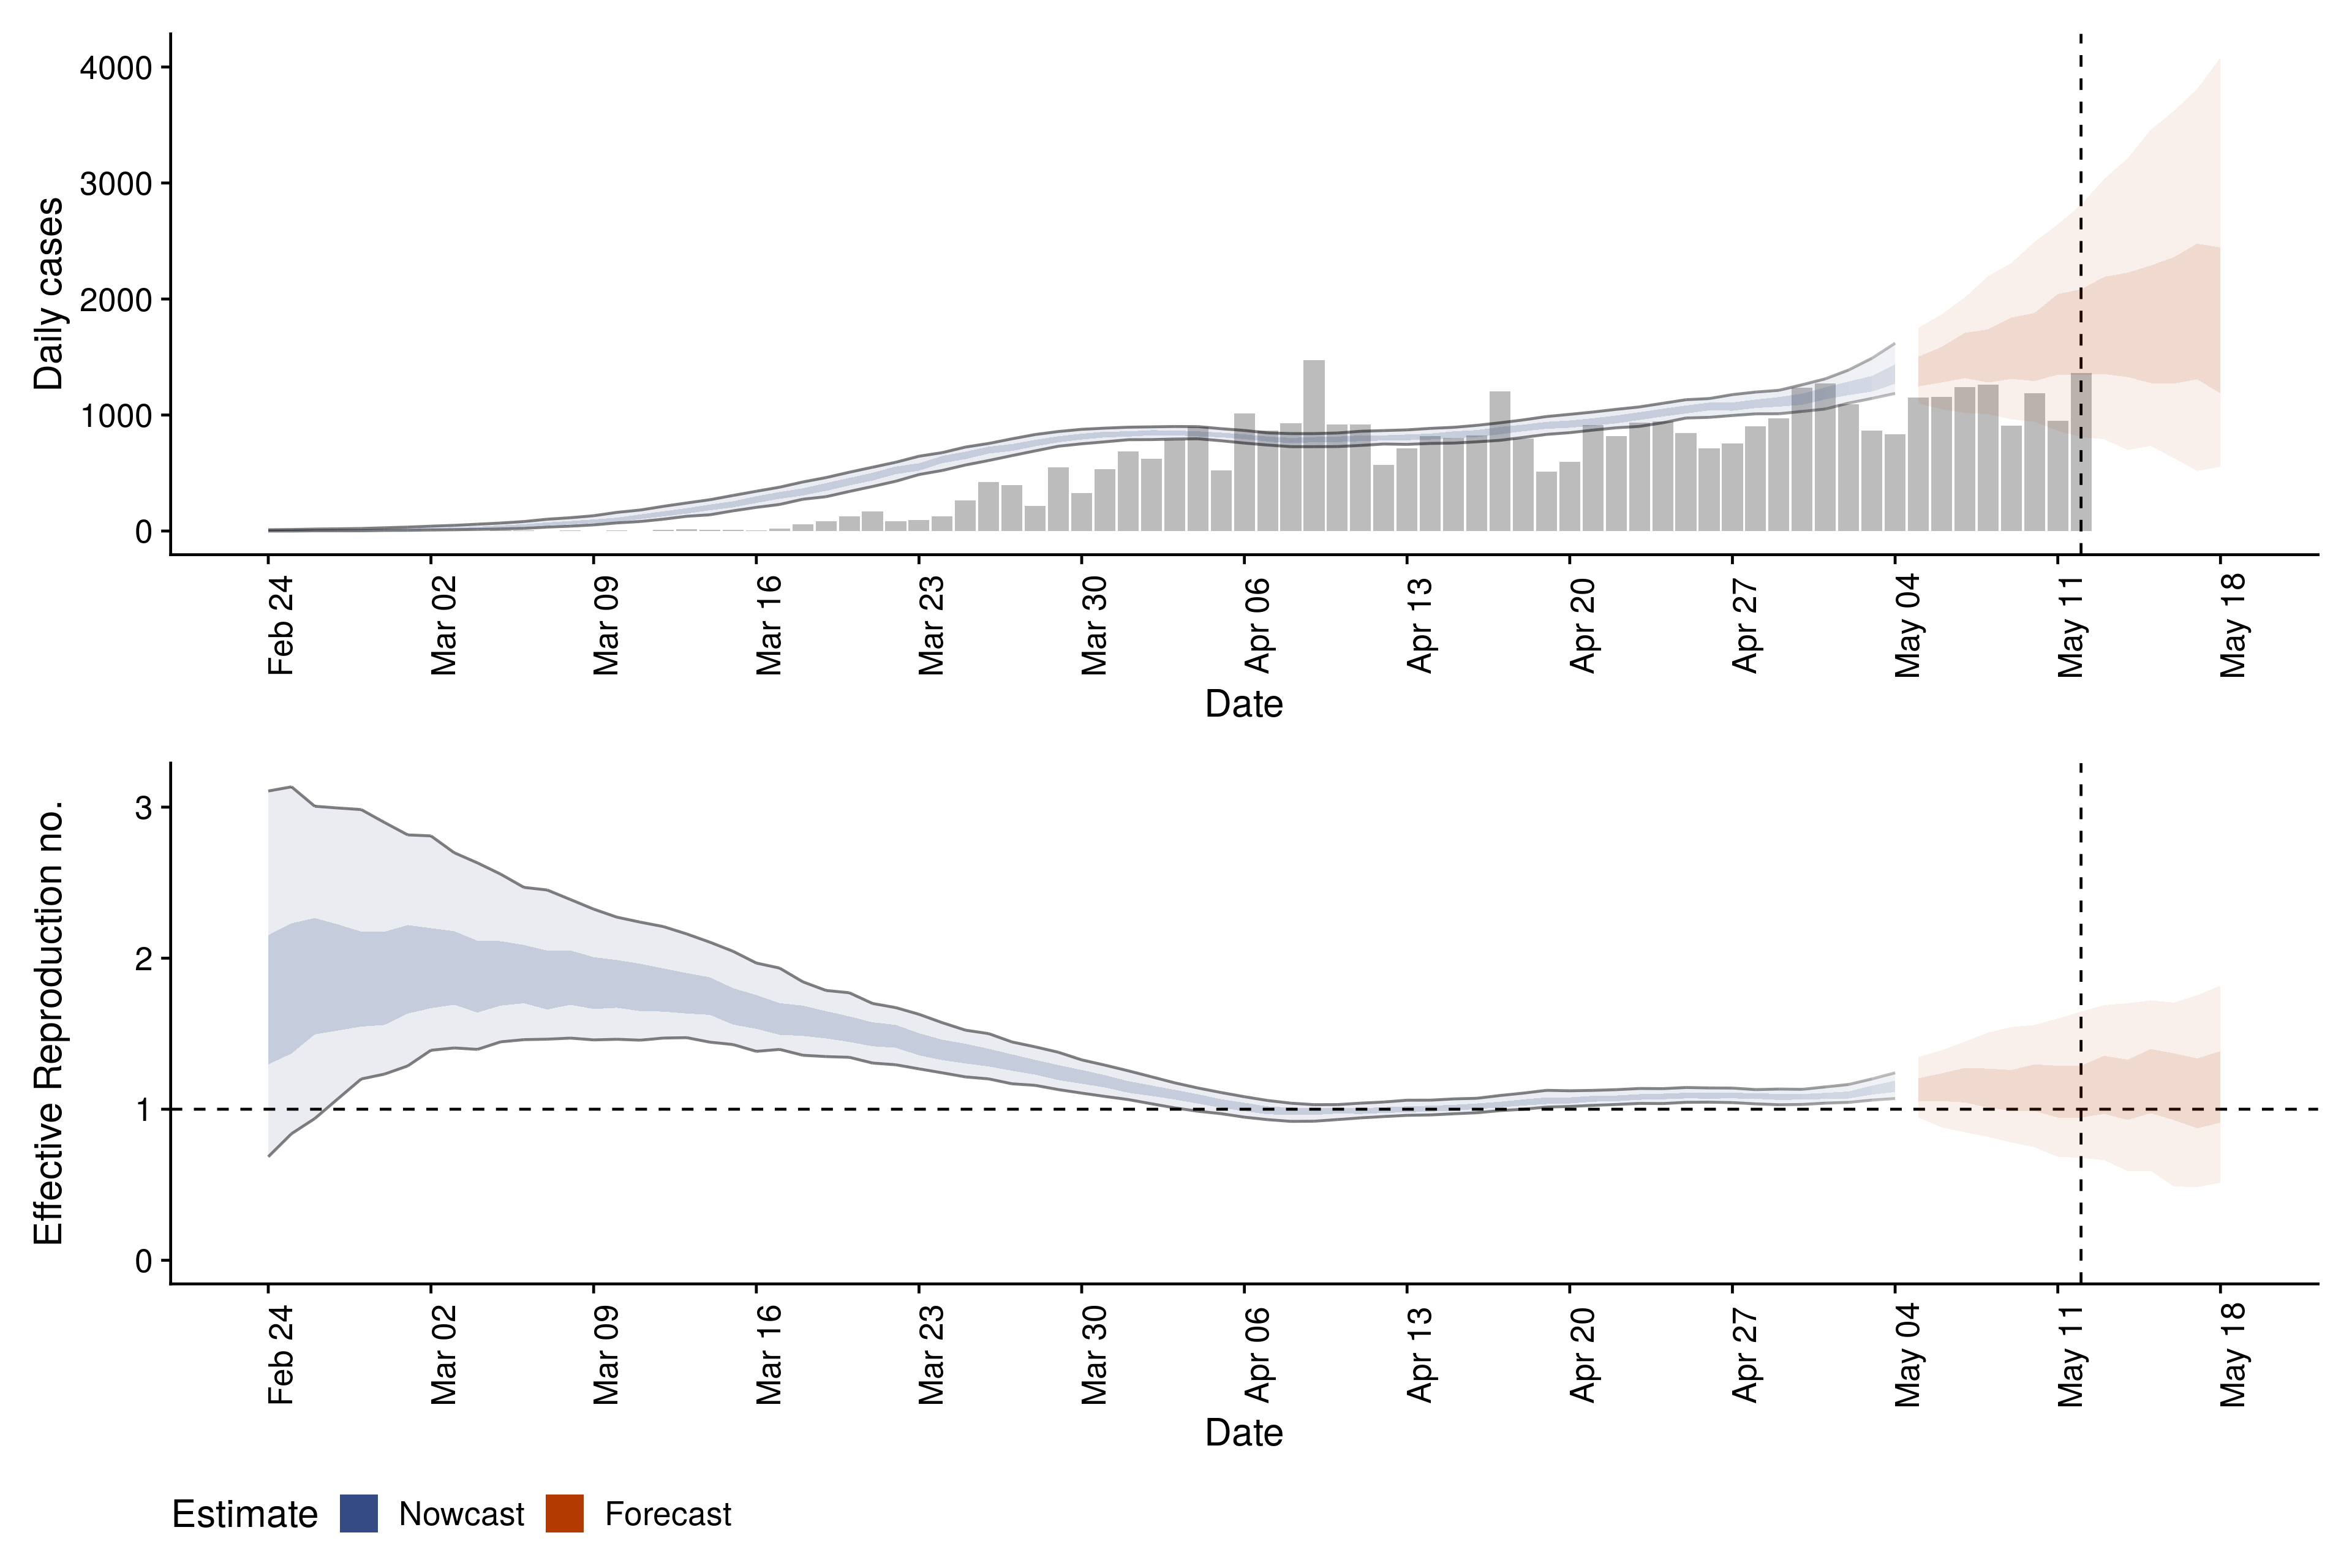 4000
3000
2000
1000
0
Daily cases
Feb 24
Mar 02
Mar 09
Mar 16
Mar 23
Mar 30
Apr 06
Apr 13
Apr 20
Apr 27
May 04
May 11
May 18
Date
3
2
1
0
Effective Reproduction no.
Feb 24
Mar 02
Mar 09
Mar 16
Mar 23
Mar 30
Apr 06
Apr 13
Apr 20
Apr 27
May 04
May 11
May 18
Date
Estimate Nowcast Forecast